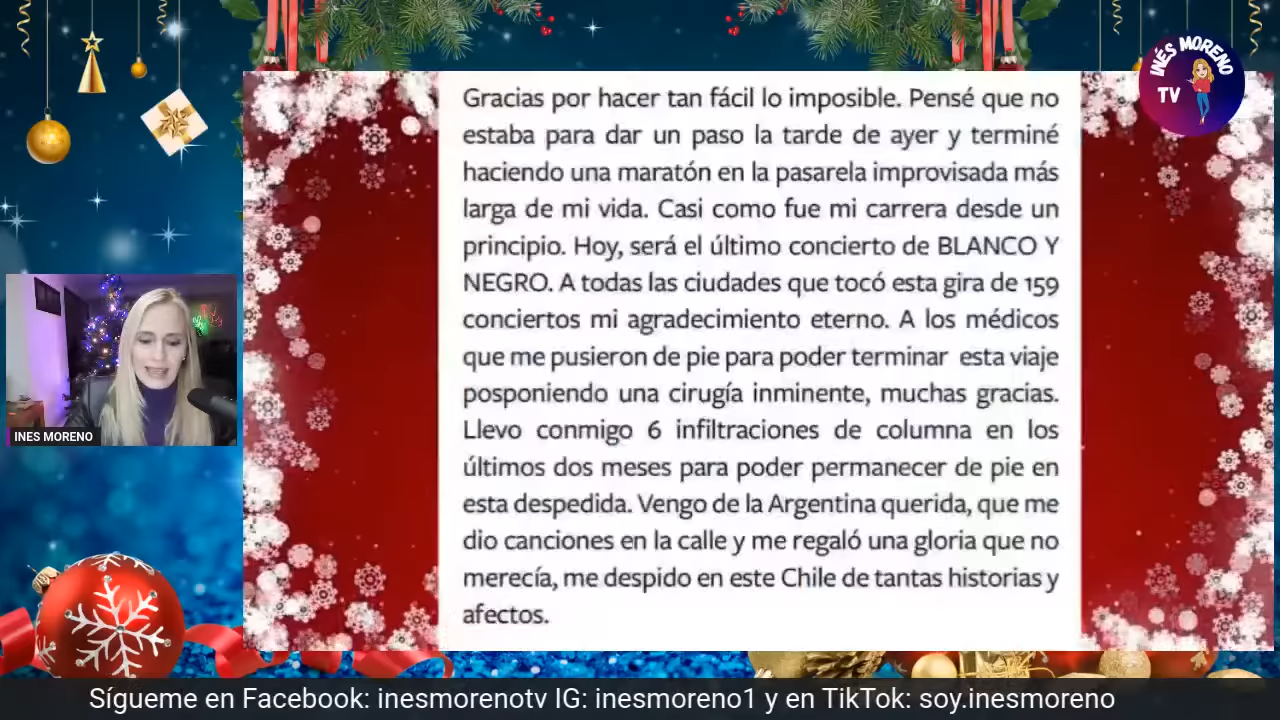 INÉS MORENO
TV
Gracias por hacer tan fácil lo imposible. Pensé que no
estaba para dar un paso la tarde de ayer y terminé
haciendo una maratón en la pasarela improvisada más
larga de mi vida. Casi como fue mi carrera desde un
principio. Hoy, será el último concierto de BLANCO Y
NEGRO. A todas las ciudades que tocó esta gira de 159
conciertos mi agradecimiento eterno. A los médicos
que me pusieron de pie para poder terminar esta viaje
posponiendo una cirugía inminente, muchas gracias.
Llevo conmigo 6 infiltraciones de columna en los
últimos dos meses para poder permanecer de pie en
esta despedida. Vengo de la Argentina querida, que me
dio canciones en la calle y me regaló una gloria que no
merecía, me despido en este Chile de tantas historias y
afectos.
INES MORENO
Sígueme en Facebook: inesmorenotv IG: inesmoreno1 y en TikTok: soy.inesmoreno